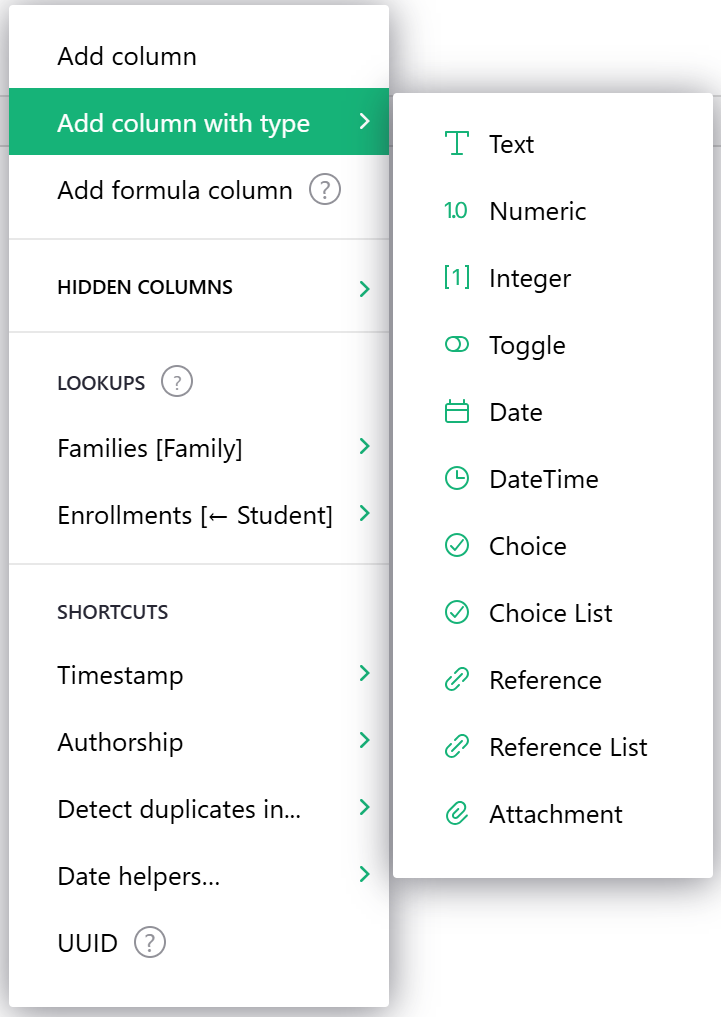 Add column
Add column with type
Add formula column ?
HIDDEN COLUMNS
LOOKUPS ?
Families [Family]
Enrollments [← Student]
SHORTCUTS
Timestamp
Authorship
Detect duplicates in...
Date helpers...
UUID ?
Text
1.0 Numeric
[1] Integer
Toggle
Date
DateTime
Choice
Choice List
Reference
Reference List
Attachment